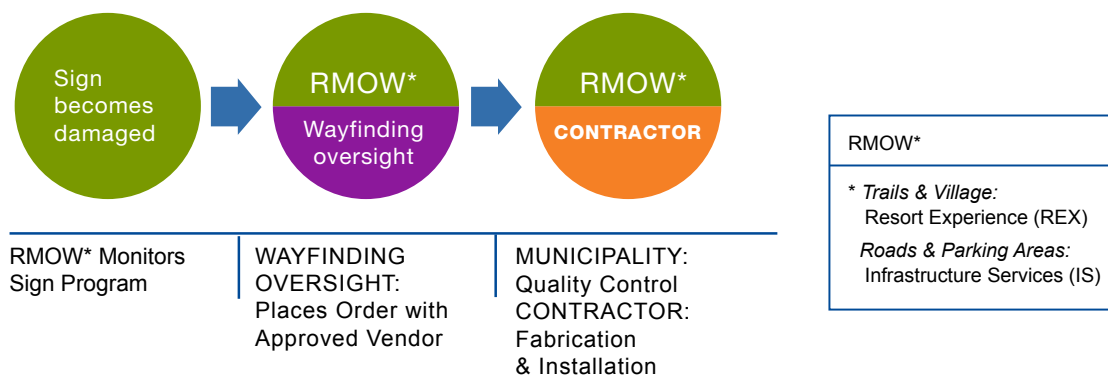 Sign
becomes
damaged
RMOW*
Wayfinding
oversight
RMOW*
CONTRACTOR
RMOW* Monitors
Sign Program
WAYFINDING
OVERSIGHT:
Places Order with
Approved Vendor
MUNICIPALITY:
Quality Control
CONTRACTOR:
Fabrication
& Installation
RMOW*
* Trails & Village:
Resort Experience (REX)
Roads & Parking Areas:
Infrastructure Services (IS)